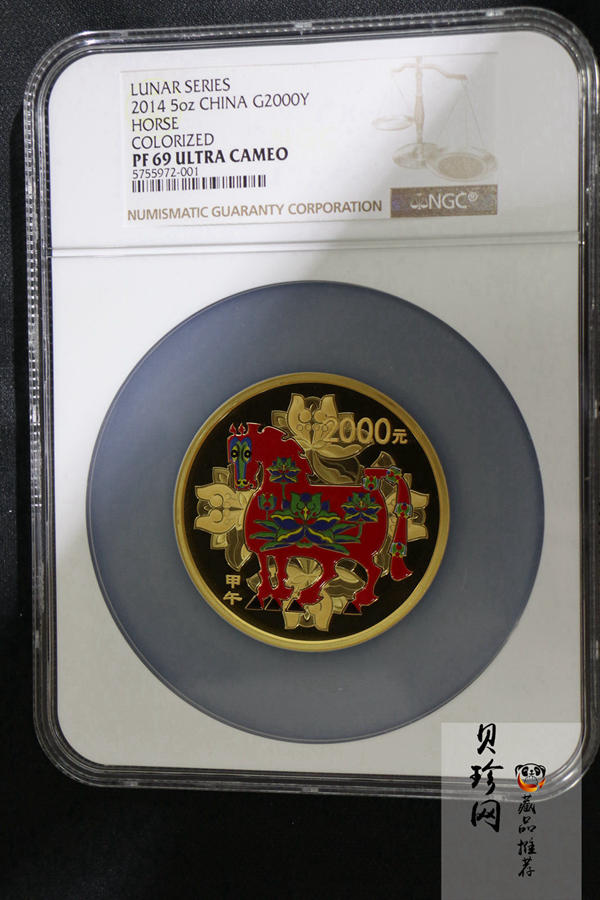 LUNAR SERIES
2014 5oz CHINA G2000Y
HORSE
COLORIZED
PF 69 ULTRA CAMEO
5755972-001
NUMISMATIC GUARANTY CORPORATION
NGC®
2000元
甲午
贝珍网
藏品推荐